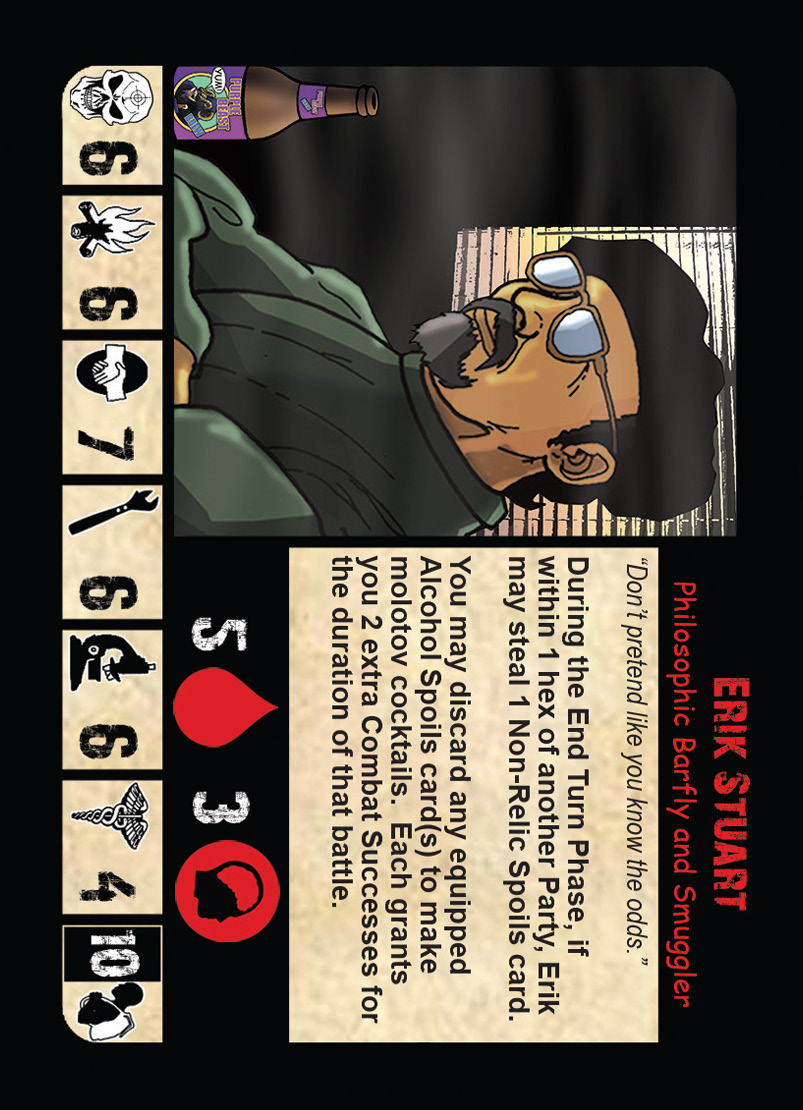 ERIK STUART
Philosophic Barfly and Smuggler
"Don't pretend like you know the odds."
During the End Turn Phase, if
within 1 hex of another Party, Erik
may steal 1 Non-Relic Spoils card.
You may discard any equipped
Alcohol Spoils card(s) to make
molotov cocktails. Each grants
you 2 extra Combat Successes for
the duration of that battle.
5 3
6 6 7 6 6 4 10
YUM!
PURPLE
BEAST